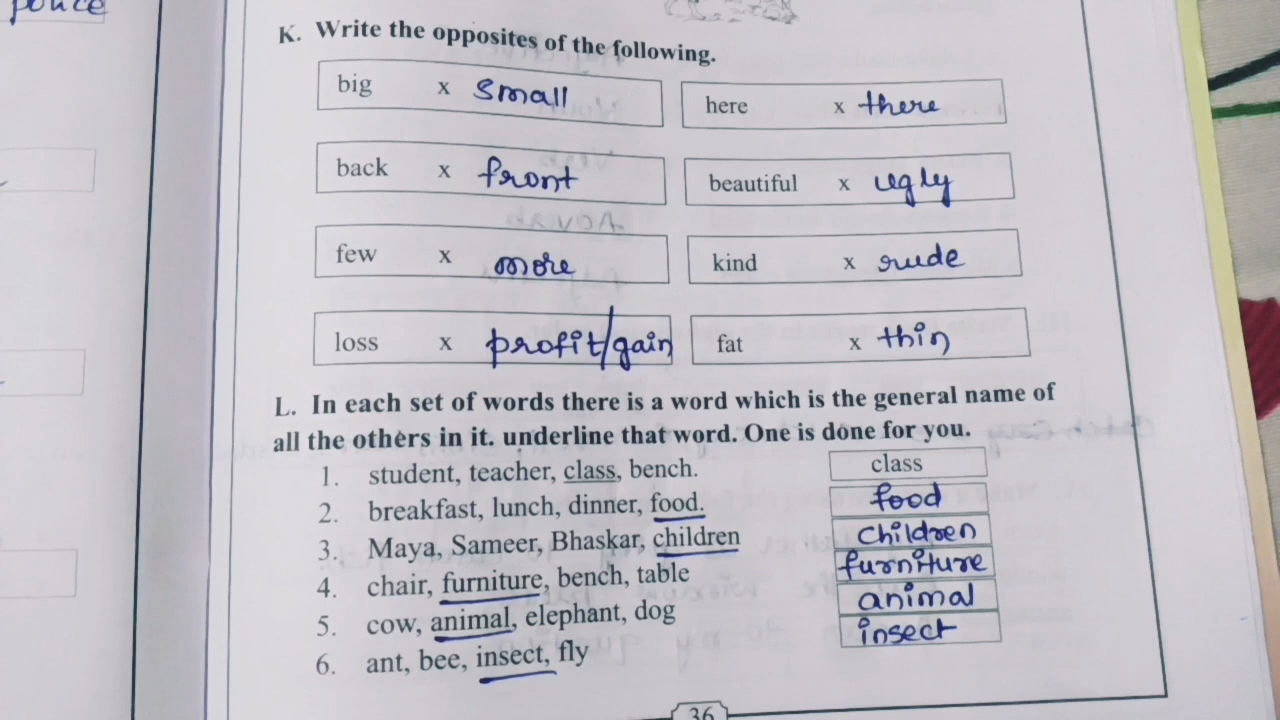 police
K. Write the opposites of the following.
big x small
here x there
back x front
beautiful x ugly
few x more
kind x rude
loss x profit/gain
fat x thin
L. In each set of words there is a word which is the general name of
all the others in it. underline that word. One is done for you.
1. student, teacher, class, bench. class
2. breakfast, lunch, dinner, food. food
3. Maya, Sameer, Bhaskar, children children
4. chair, furniture, bench, table furniture
5. cow, animal, elephant, dog animal
6. ant, bee, insect, fly insect
36